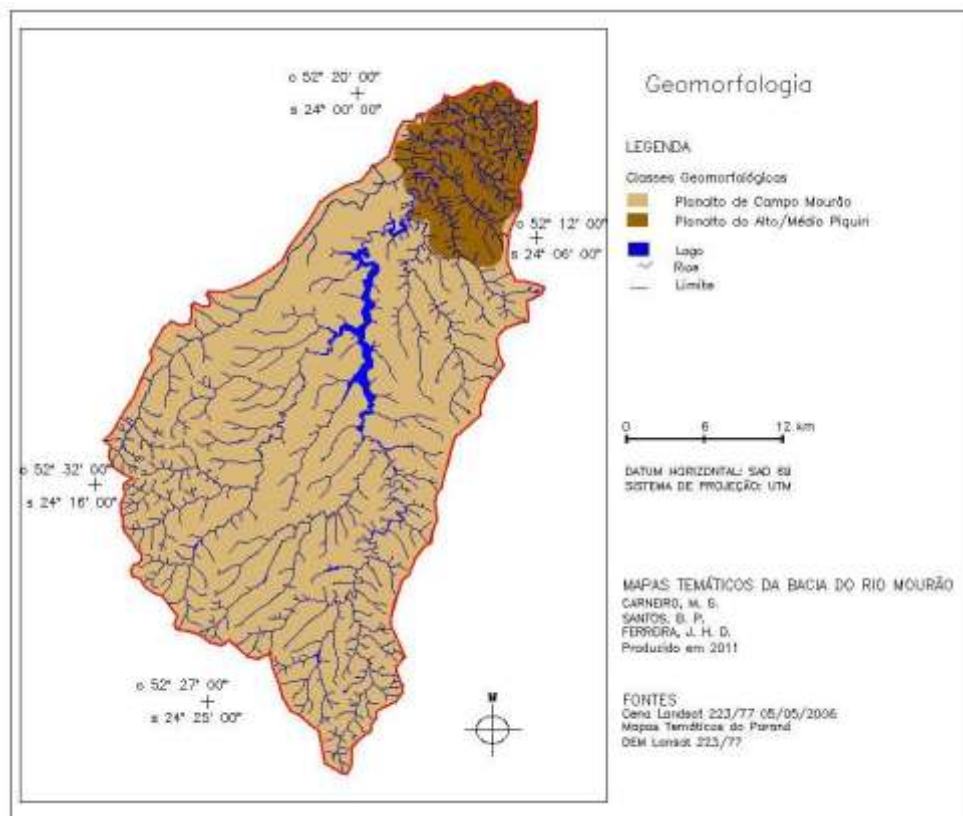 Geomorfologia
LEGENDA
Classes Geomorfológicas
Planalto de Campo Mourão
Planalto do Alto/Médio Piquiri
Lago
Rios
Limite
o 52° 20' 00"
s 24° 00' 00"
o 52° 12' 00"
s 24° 06' 00"
o 52° 32' 00"
s 24° 16' 00"
o 52° 27' 00"
s 24° 25' 00"
N
0 6 12 km
DATUM HORIZONTAL: SAD 69
SISTEMA DE PROJEÇÃO: UTM
MAPAS TEMÁTICOS DA BACIA DO RIO MOURÃO
CARNEIRO, M. S.
SANTOS, B. P.
FERREIRA, J. H. D.
Produzido em 2011
FONTES
Cena Landsat 223/77 05/05/2006
Mapas Temáticos do Paraná
DEM Lansat 223/77